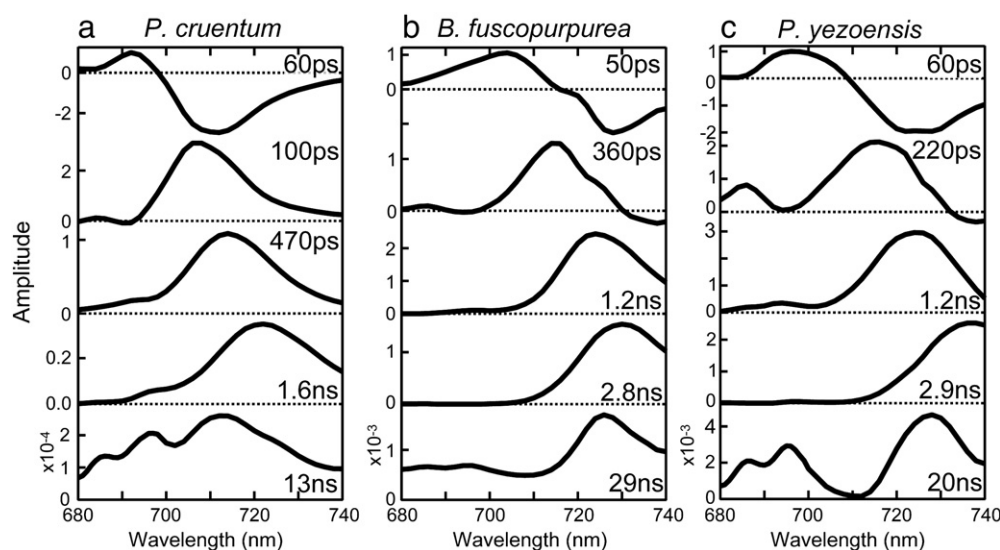 a P. cruentum
b B. fuscopurpurea
c P. yezoensis
Amplitude
0
-2
60ps
2
0
100ps
1
0
470ps
0.2
0.0
1.6ns
x10⁻⁴
2
1
0
13ns
680 700 720 740
Wavelength (nm)
1
0
50ps
1
0
360ps
2
1
0
1.2ns
1
0
2.8ns
x10⁻³
1
0
29ns
680 700 720 740
Wavelength (nm)
1
0
-1
-2
60ps
2
1
0
220ps
3
1
0
1.2ns
2
1
0
2.9ns
x10⁻³
4
2
0
20ns
680 700 720 740
Wavelength (nm)